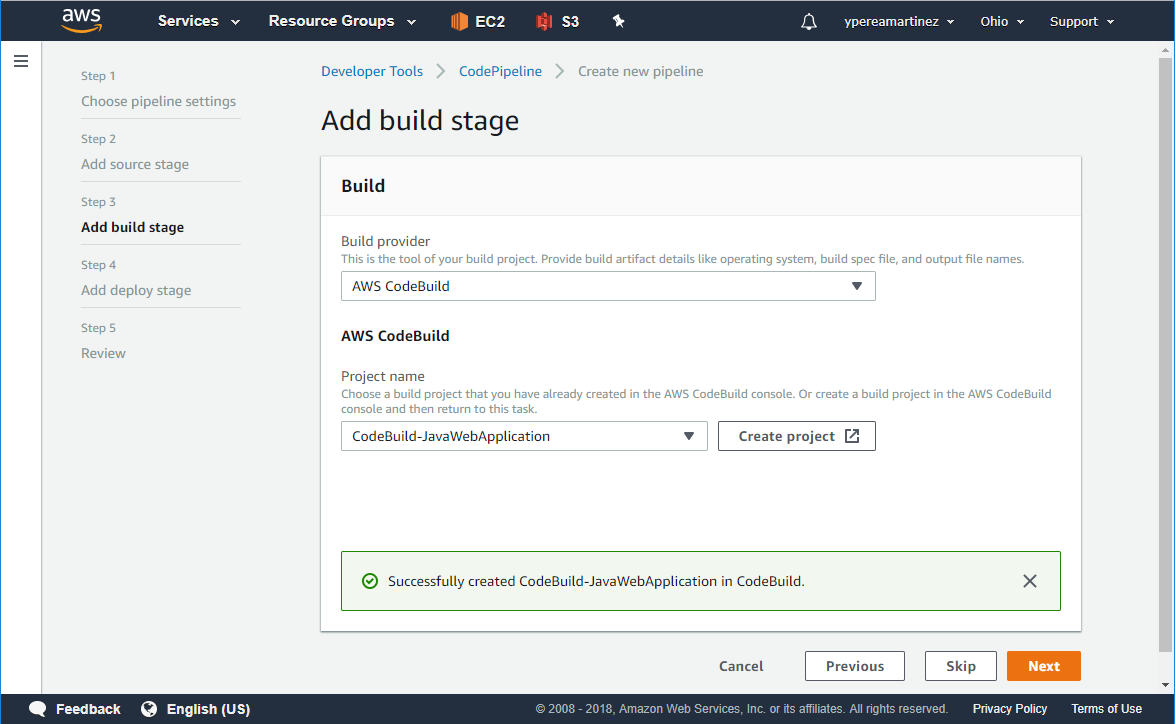 aws
Services
Resource Groups
EC2
S3
ypereamartinez
Ohio
Support
Step 1
Choose pipeline settings
Step 2
Add source stage
Step 3
Add build stage
Step 4
Add deploy stage
Step 5
Review
Developer Tools
CodePipeline
Create new pipeline
Add build stage
Build
Build provider
This is the tool of your build project. Provide build artifact details like operating system, build spec file, and output file names.
AWS CodeBuild
AWS CodeBuild
Project name
Choose a build project that you have already created in the AWS CodeBuild console. Or create a build project in the AWS CodeBuild
console and then return to this task.
CodeBuild-JavaWebApplication
Create project
Successfully created CodeBuild-JavaWebApplication in CodeBuild.
Cancel
Previous
Skip
Next
Feedback
English (US)
© 2008 - 2018, Amazon Web Services, Inc. or its affiliates. All rights reserved.
Privacy Policy
Terms of Use